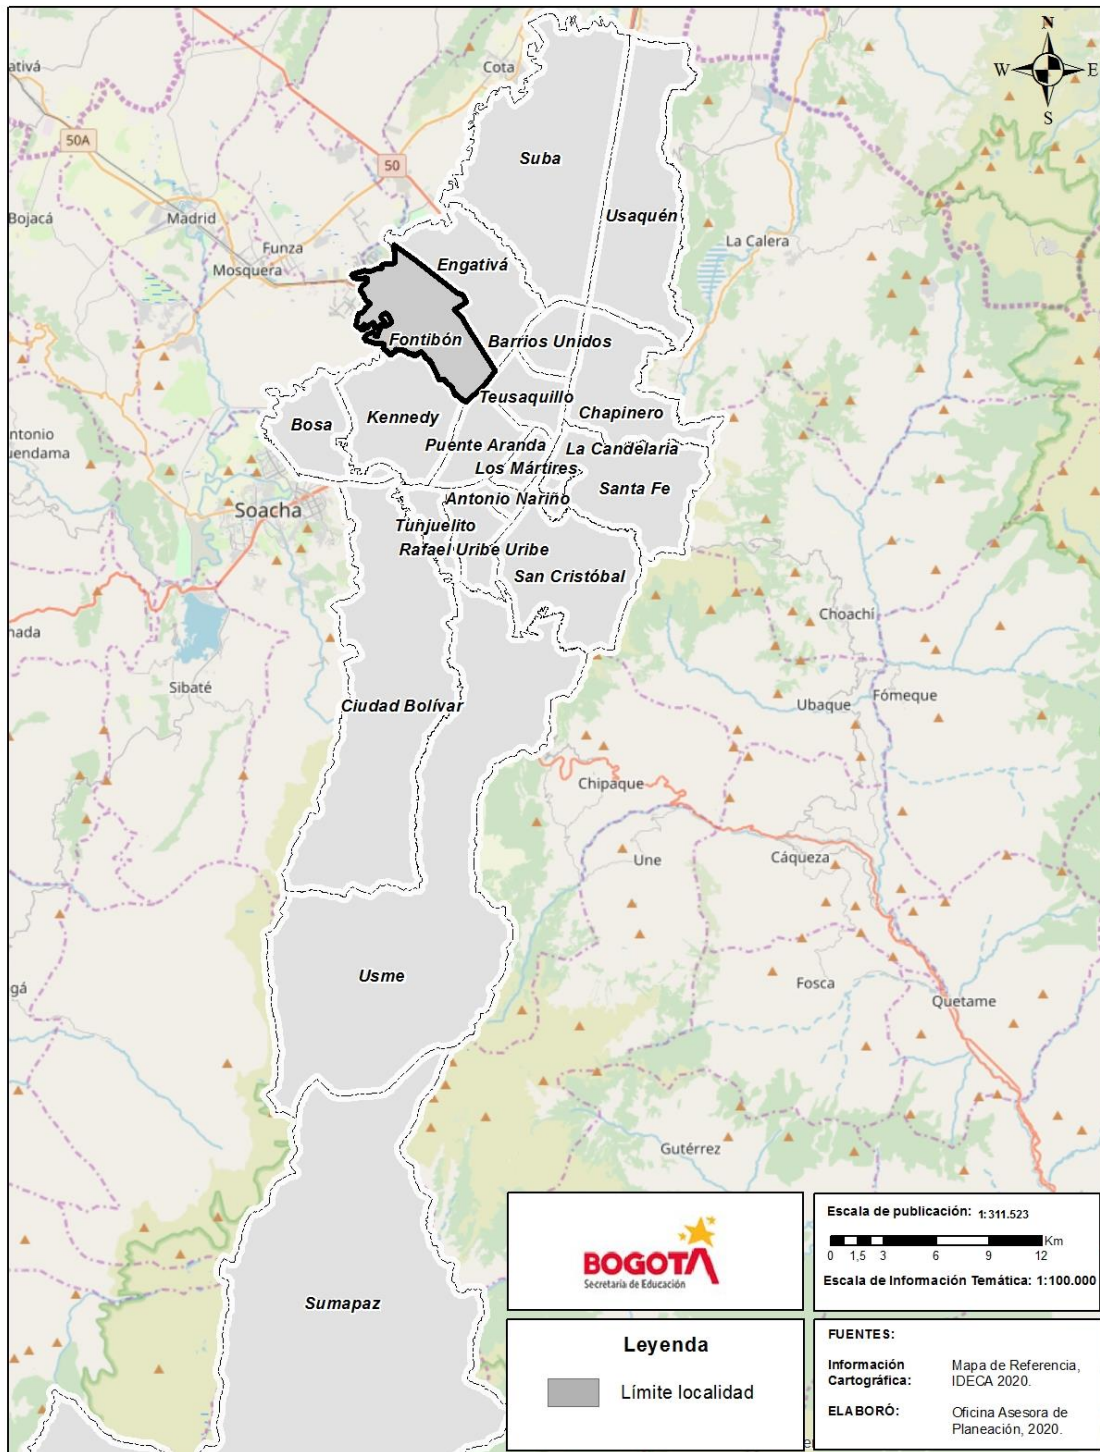 N
W
E
S
ativá
Cota
50A
50
Suba
Bojacá
Madrid
Usaquén
Funza
La Calera
Mosquera
Engativá
Fontibón
Barrios Unidos
Teusaquillo
Bosa
Kennedy
Chapinero
ntonio
uendama
Puente Aranda
La Candelaria
Los Mártires
Santa Fe
Antonio Nariño
Soacha
Tunjuelito
Rafael Uribe Uribe
San Cristóbal
Choachí
nada
Sibaté
Fómeque
Ubaque
Ciudad Bolívar
Chipaque
Une
Cáqueza
Usme
Fosca
gá
Quetame
Gutérrez
Sumapaz
BOGOTA
Secretaría de Educación
Escala de publicación: 1:311.523
0 1,5 3 6 9 12 Km
Escala de Información Temática: 1:100.000
Leyenda
Límite localidad
FUENTES:
Información Cartográfica: Mapa de Referencia,
IDECA 2020.
ELABORÓ: Oficina Asesora de
Planeación, 2020.